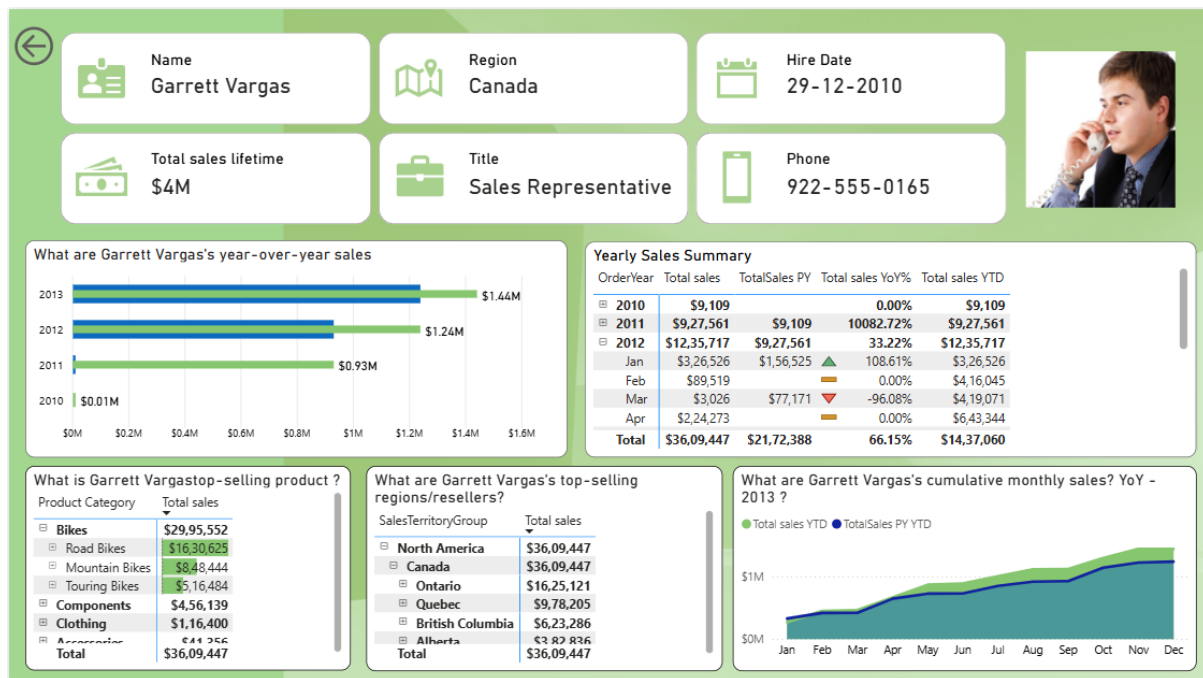 Name
Garrett Vargas
Region
Canada
Hire Date
29-12-2010
Total sales lifetime
$4M
Title
Sales Representative
Phone
922-555-0165
What are Garrett Vargas's year-over-year sales
2013 $1.44M
2012 $1.24M
2011 $0.93M
2010 $0.01M
$0M $0.2M $0.4M $0.6M $0.8M $1M $1.2M $1.4M $1.6M
Yearly Sales Summary
OrderYear Total sales TotalSales PY Total sales YoY% Total sales YTD
2010 $9,109 0.00% $9,109
2011 $9,27,561 $9,109 10082.72% $9,27,561
2012 $12,35,717 $9,27,561 33.22% $12,35,717
Jan $3,26,526 $1,56,525 108.61% $3,26,526
Feb $89,519 0.00% $4,16,045
Mar $3,026 $77,171 -96.08% $4,19,071
Apr $2,24,273 0.00% $6,43,344
Total $36,09,447 $21,72,388 66.15% $14,37,060
What is Garrett Vargastop-selling product ?
Product Category Total sales
Bikes $29,95,552
Road Bikes $16,30,625
Mountain Bikes $8,48,444
Touring Bikes $5,16,484
Components $4,56,139
Clothing $1,16,400
Accessories $41,356
Total $36,09,447
What are Garrett Vargas's top-selling
regions/resellers?
SalesTerritoryGroup Total sales
North America $36,09,447
Canada $36,09,447
Ontario $16,25,121
Quebec $9,78,205
British Columbia $6,23,286
Alberta $3,82,836
Total $36,09,447
What are Garrett Vargas's cumulative monthly sales? YoY -
2013 ?
Total sales YTD TotalSales PY YTD
$1M
$0M
Jan Feb Mar Apr May Jun Jul Aug Sep Oct Nov Dec